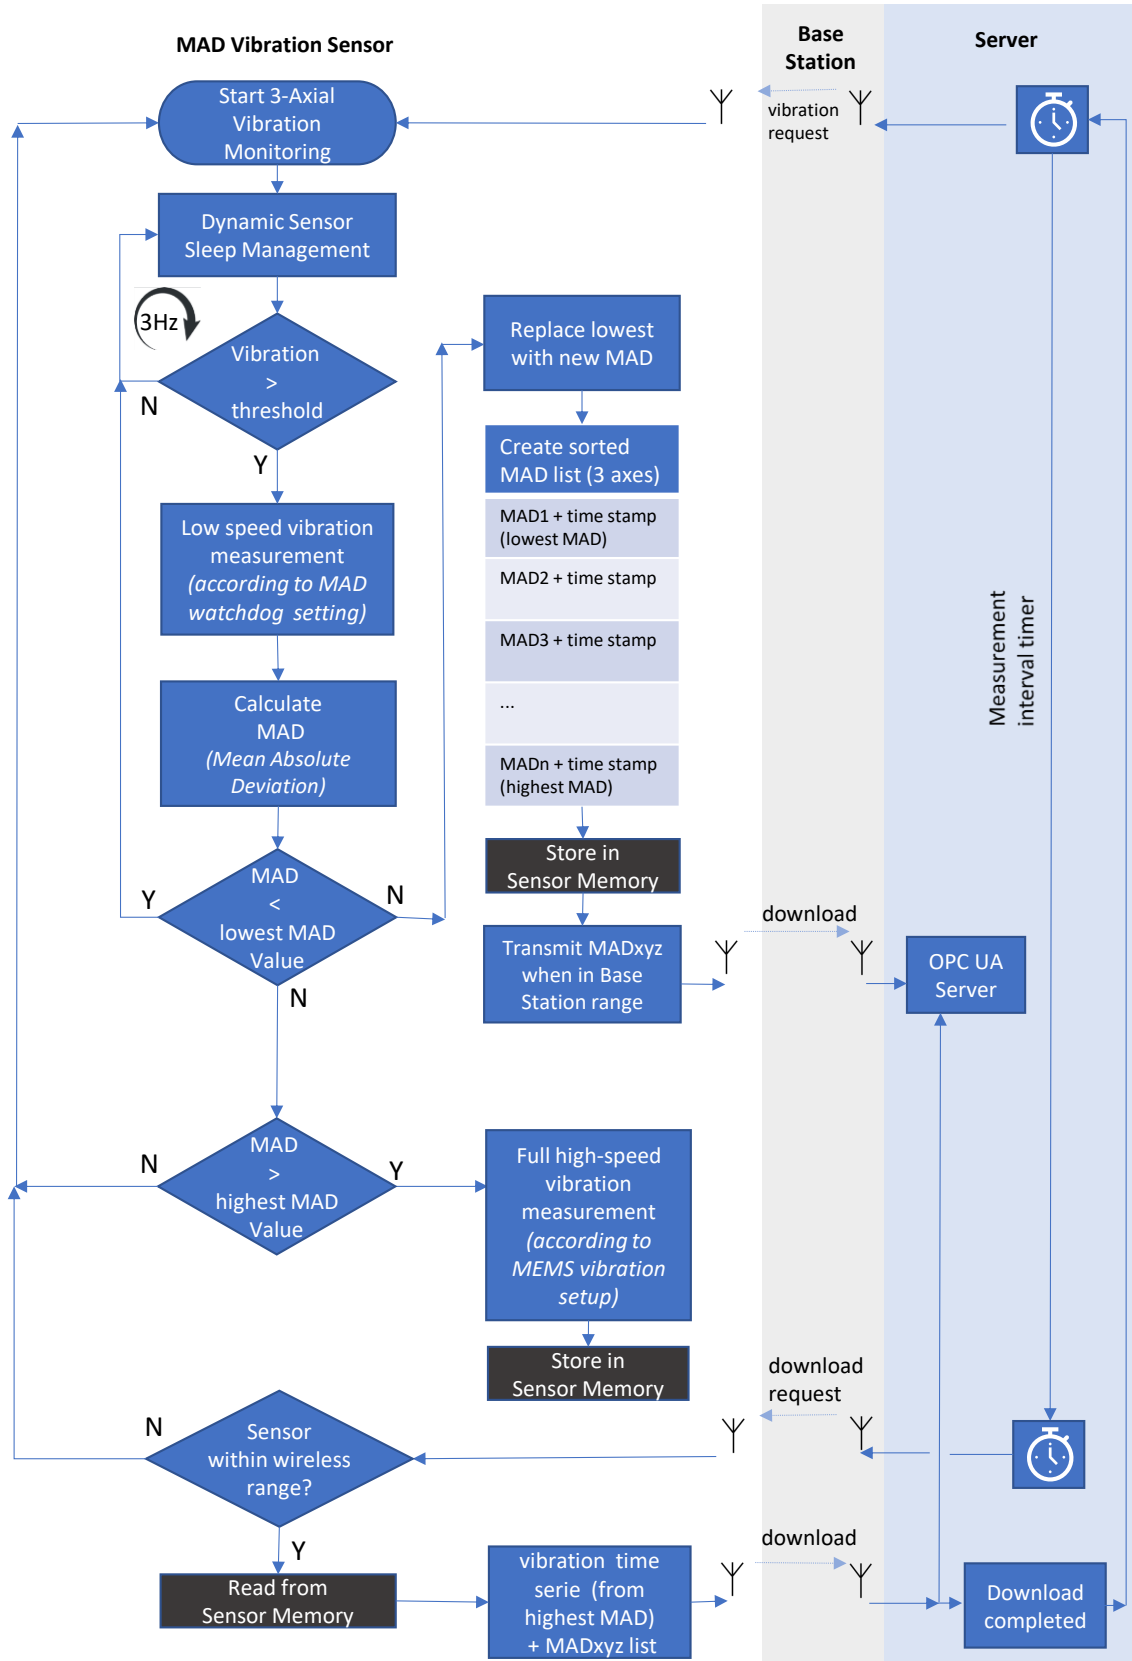 MAD Vibration Sensor
Base
Station
Server
Start 3-Axial
Vibration
Monitoring
vibration
request
Dynamic Sensor
Sleep Management
3Hz
Vibration
>
threshold
N
Y
Replace lowest
with new MAD
Create sorted
MAD list (3 axes)
MAD1 + time stamp
(lowest MAD)
MAD2 + time stamp
MAD3 + time stamp
...
MADn + time stamp
(highest MAD)
Low speed vibration
measurement
(according to MAD
watchdog setting)
Calculate
MAD
(Mean Absolute
Deviation)
Measurement
interval timer
MAD
<
lowest MAD
Value
Y
N
N
Store in
Sensor Memory
Transmit MADxyz
when in Base
Station range
download
OPC UA
Server
MAD
>
highest MAD
Value
N
Y
Full high-speed
vibration
measurement
(according to
MEMS vibration
setup)
Store in
Sensor Memory
download
request
Sensor
within wireless
range?
N
Y
Read from
Sensor Memory
vibration time
serie (from
highest MAD)
+ MADxyz list
download
Download
completed